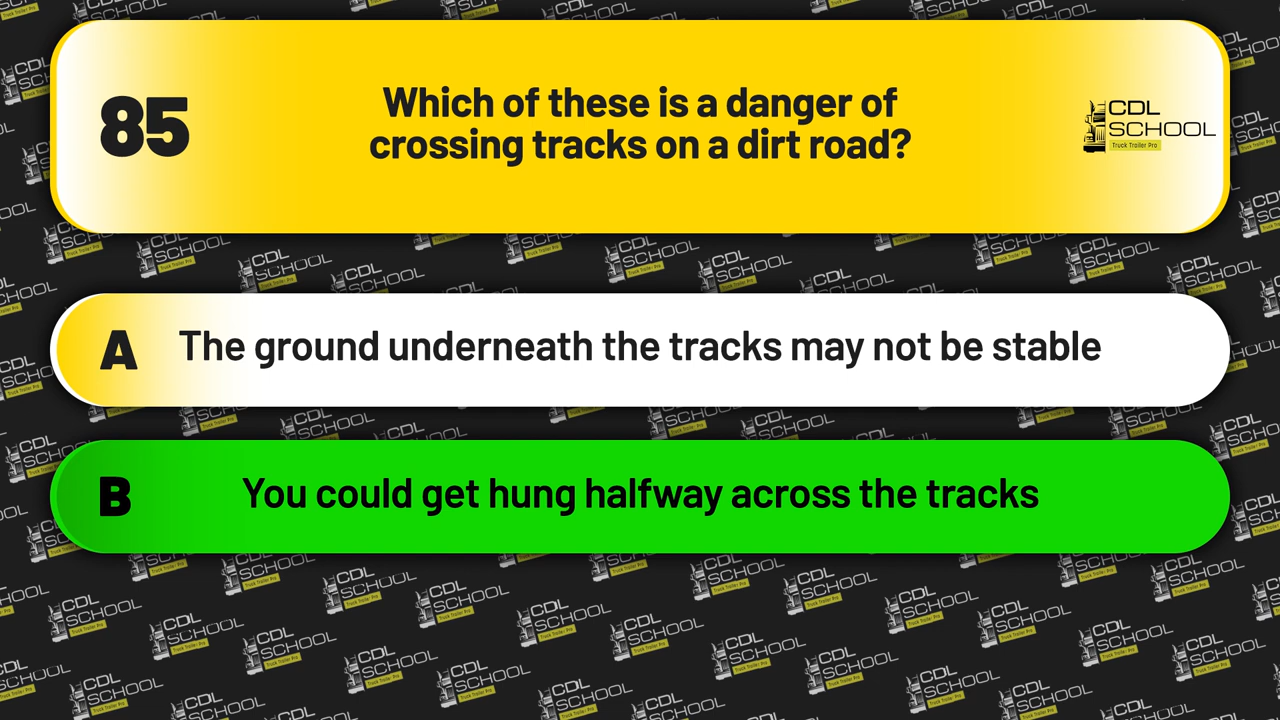 85
Which of these is a danger of
crossing tracks on a dirt road?
CDL
SCHOOL
Truck Trailer Pro
A
The ground underneath the tracks may not be stable
B
You could get hung halfway across the tracks